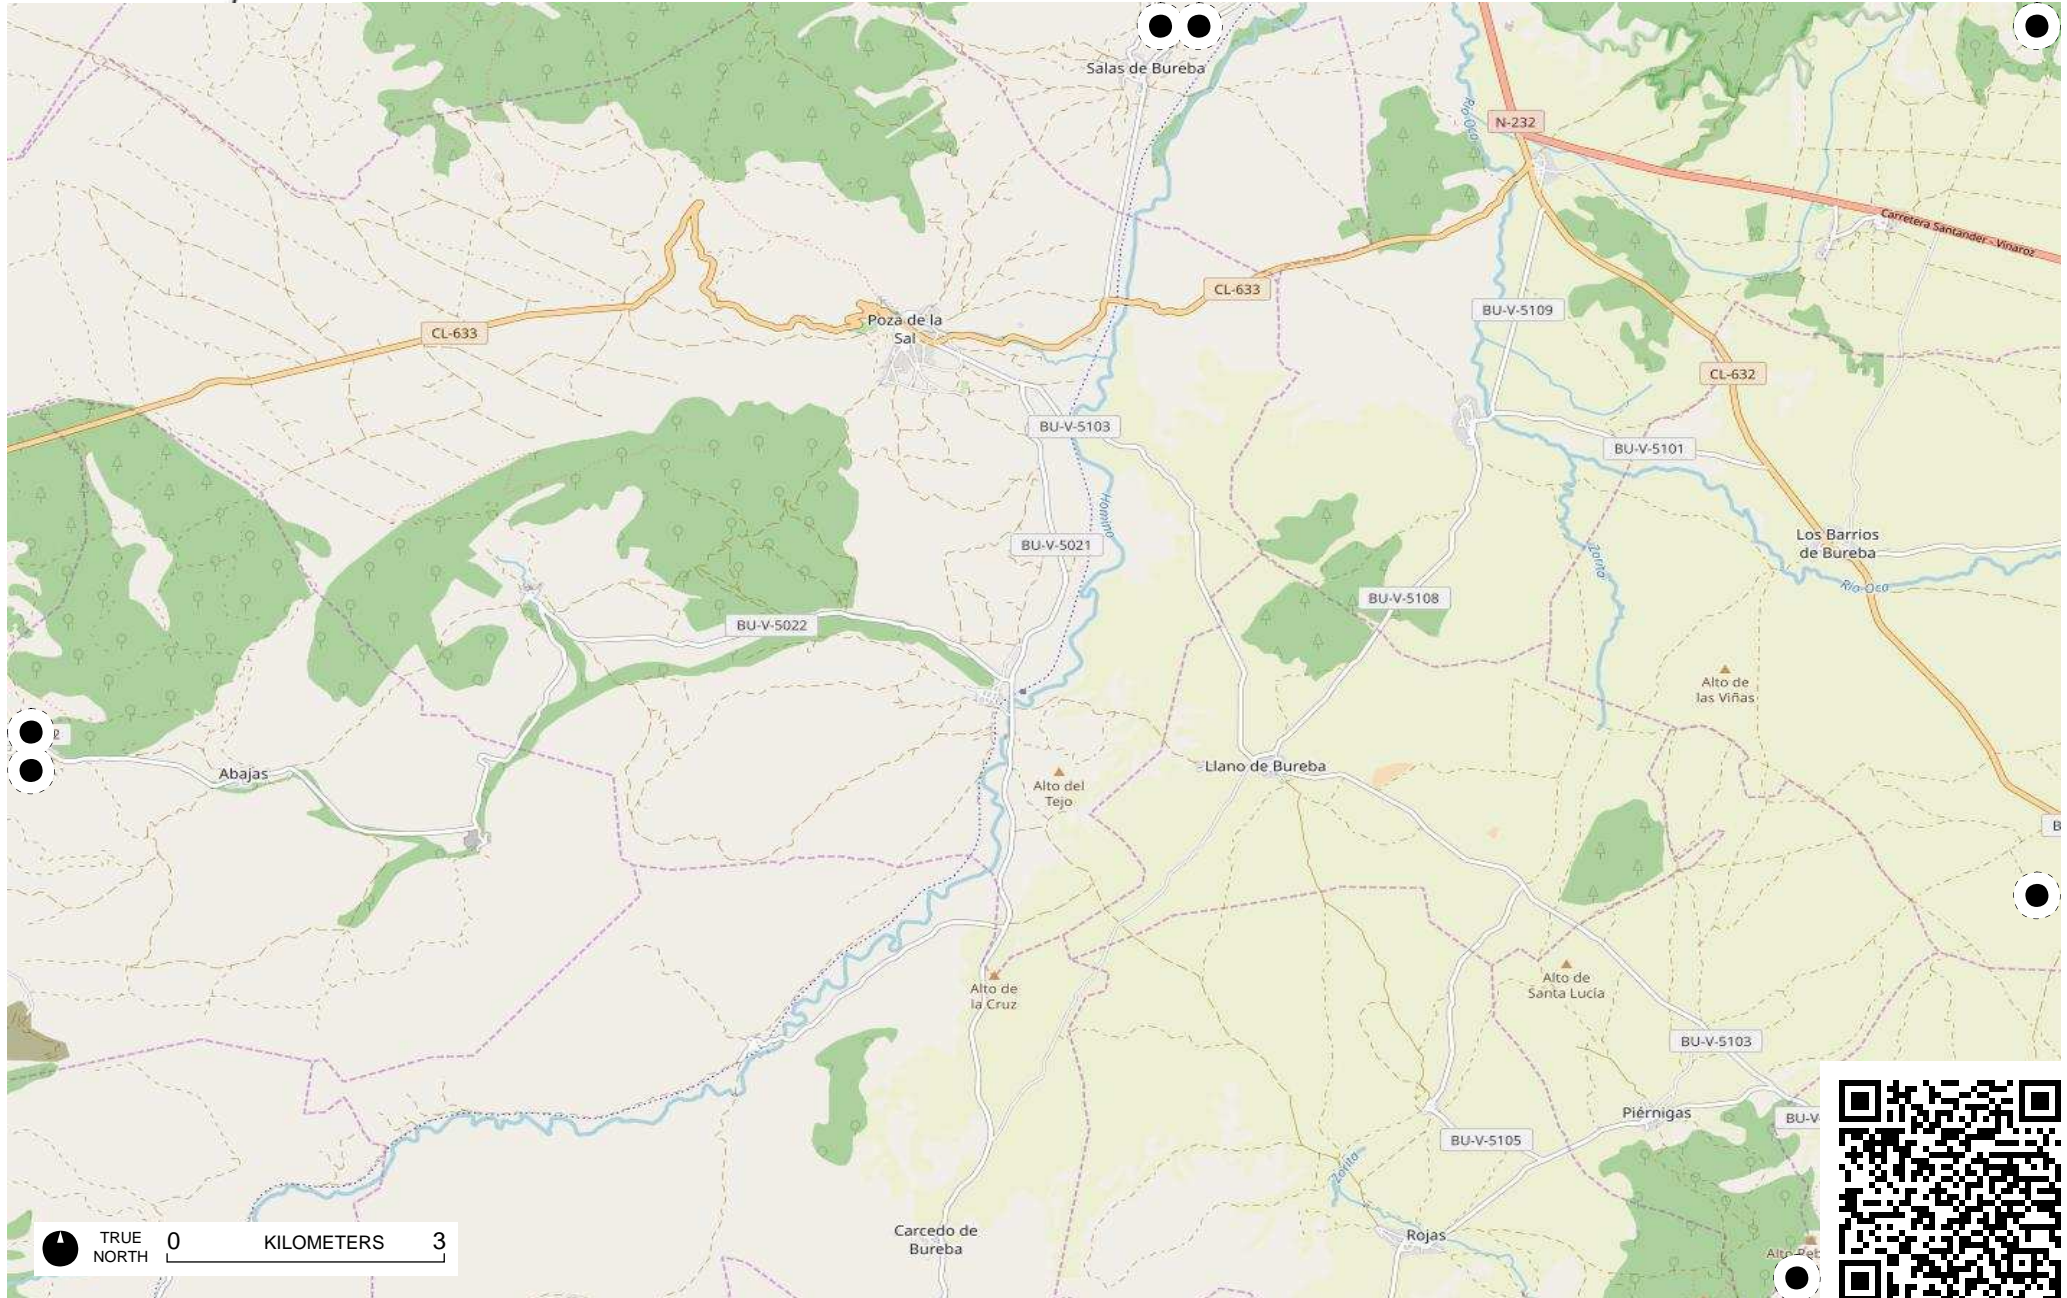 Salas de Bureba
Río Oca
N-232
Carretera Santander - Vinaroz
CL-633
BU-V-5109
Poza de la
Sal
CL-633
CL-632
BU-V-5103
BU-V-5101
Homino
BU-V-5021
Los Barrios
de Bureba
Zorita
Río Oca
BU-V-5108
BU-V-5022
Alto de
las Viñas
2
Abajas
Llano de Bureba
Alto del
Tejo
B
Alto de
la Cruz
Alto de
Santa Lucía
BU-V-5103
Piérnigas
BU-V
BU-V-5105
Zorita
Carcedo de
Bureba
Rojas
TRUE
NORTH
0 KILOMETERS 3